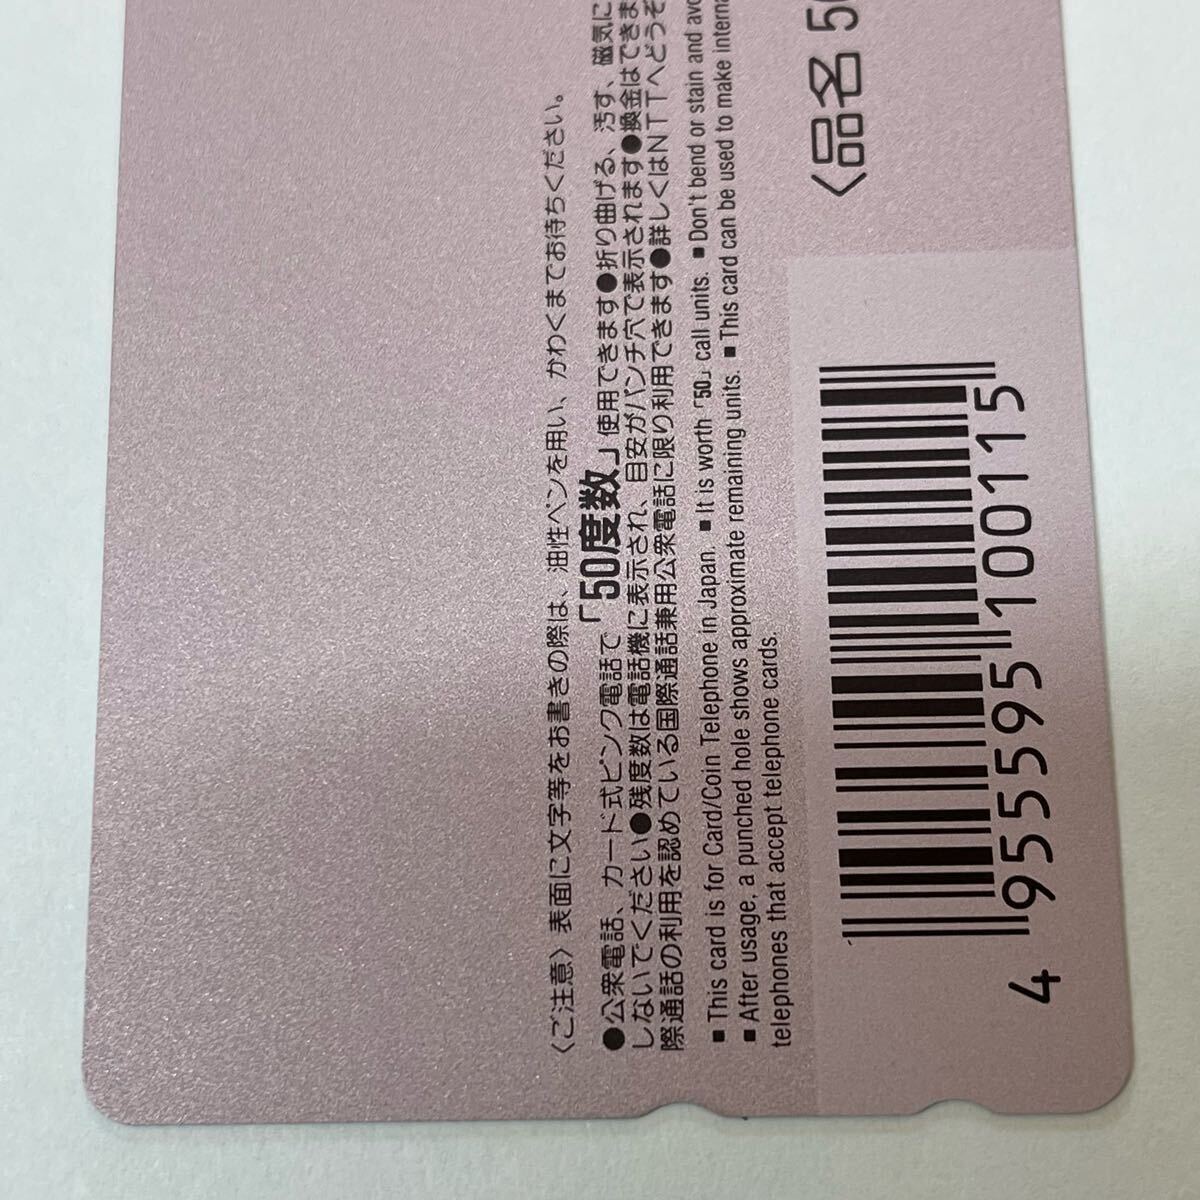 〈ご注意〉表面に文字等をお書きの際は、油性ペンを用い、かわくまでお待ちください。
●公衆電話、カード式ピンク電話で「50度数」使用できます●折り曲げる、汚す、磁気に
しないでください●残度数は電話機に表示され、目安がパンチ穴で表示されます●換金はできま
際通話の利用を認めている国際通話兼用公衆電話に限り利用できます●詳しくはNTTへどうぞ
■ This card is for Card/Coin Telephone in Japan. ■ It is worth「50」call units. ■ Don't bend or stain and avo
■ After usage, a punched hole shows approximate remaining units. ■ This card can be used to make interna
telephones that accept telephone cards.
〈品名 50
4 955595 100115